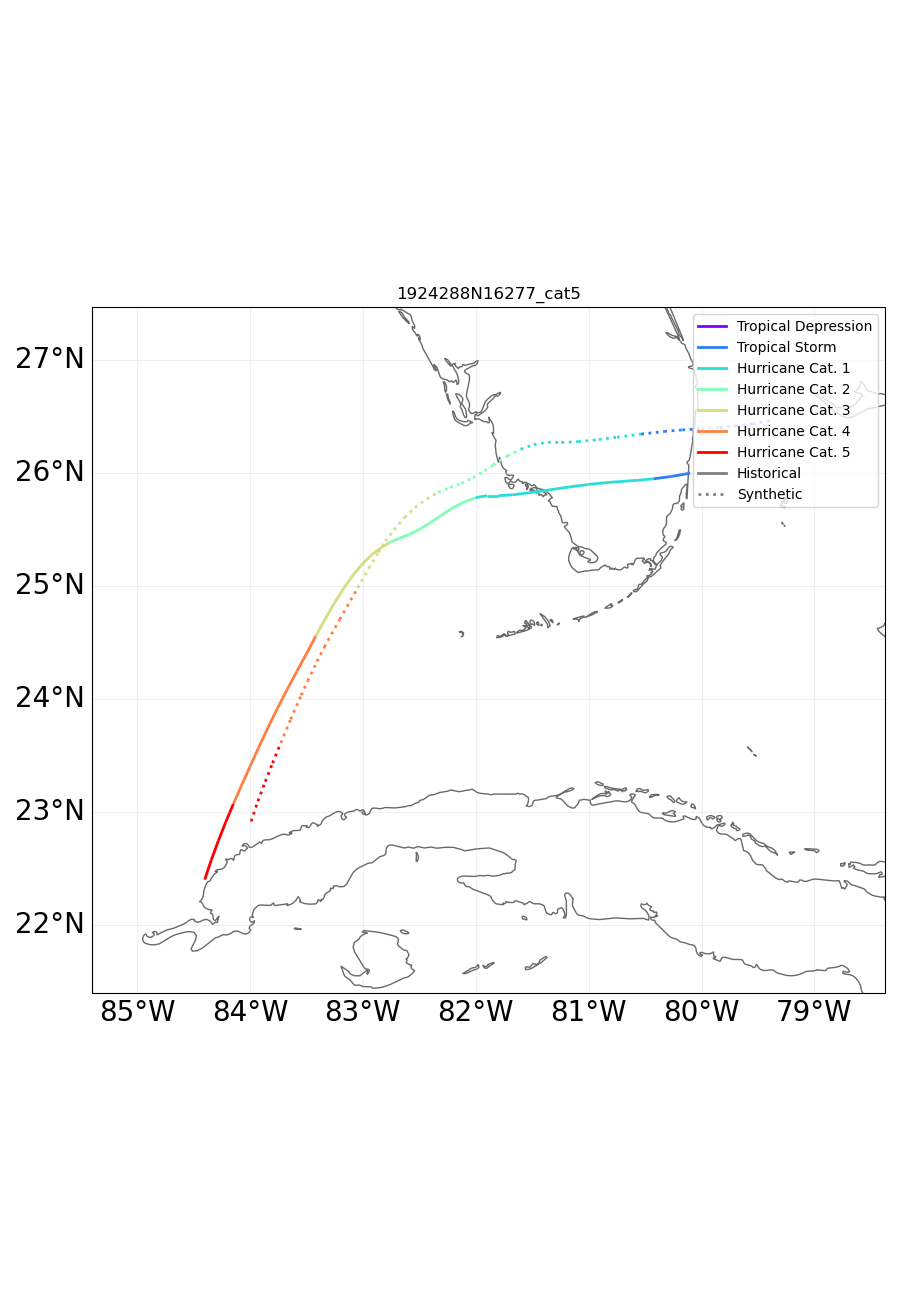 1924288N16277_cat5
Tropical Depression
Tropical Storm
Hurricane Cat. 1
Hurricane Cat. 2
Hurricane Cat. 3
Hurricane Cat. 4
Hurricane Cat. 5
Historical
Synthetic
27°N
26°N
25°N
24°N
23°N
22°N
85°W 84°W 83°W 82°W 81°W 80°W 79°W